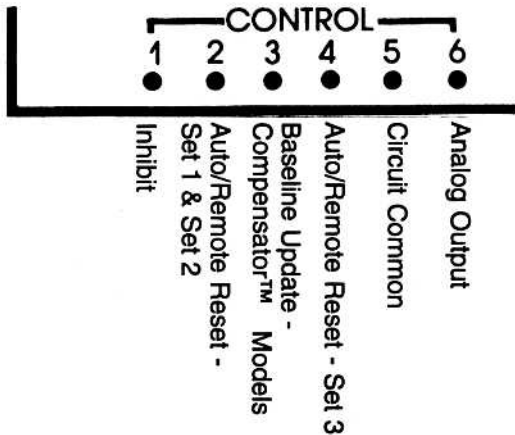 CONTROL
1 2 3 4 5 6
Inhibit
Auto/Remote Reset -
Set 1 & Set 2
Baseline Update -
Compensator™ Models
Auto/Remote Reset - Set 3
Circuit Common
Analog Output